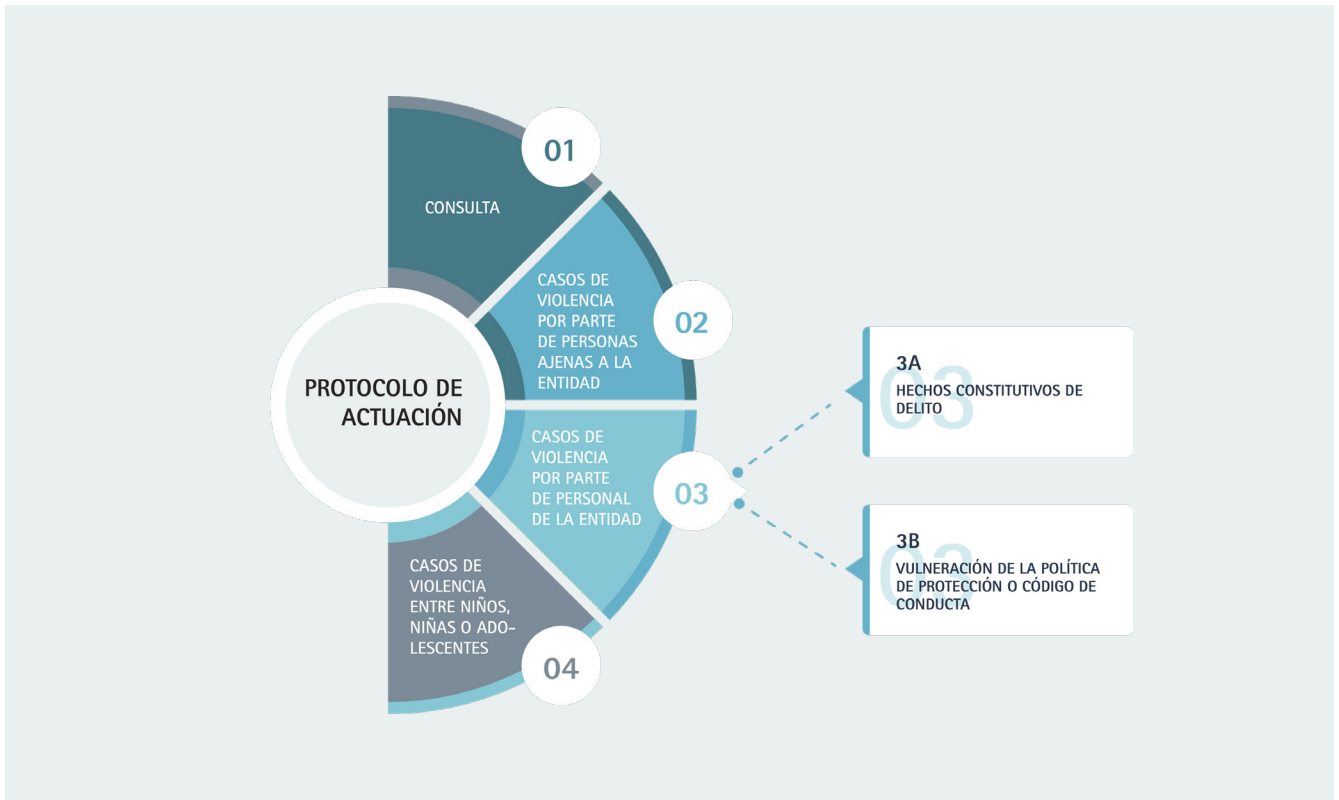 PROTOCOLO DE
ACTUACIÓN
01
CONSULTA
02
CASOS DE
VIOLENCIA
POR PARTE
DE PERSONAS
AJENAS A LA
ENTIDAD
03
CASOS DE
VIOLENCIA
POR PARTE
DE PERSONAL
DE LA ENTIDAD
04
CASOS DE
VIOLENCIA
ENTRE NIÑOS,
NIÑAS O ADO-
LESCENTES
03
3A
HECHOS CONSTITUTIVOS DE
DELITO
03
3B
VULNERACIÓN DE LA POLÍTICA
DE PROTECCIÓN O CÓDIGO DE
CONDUCTA